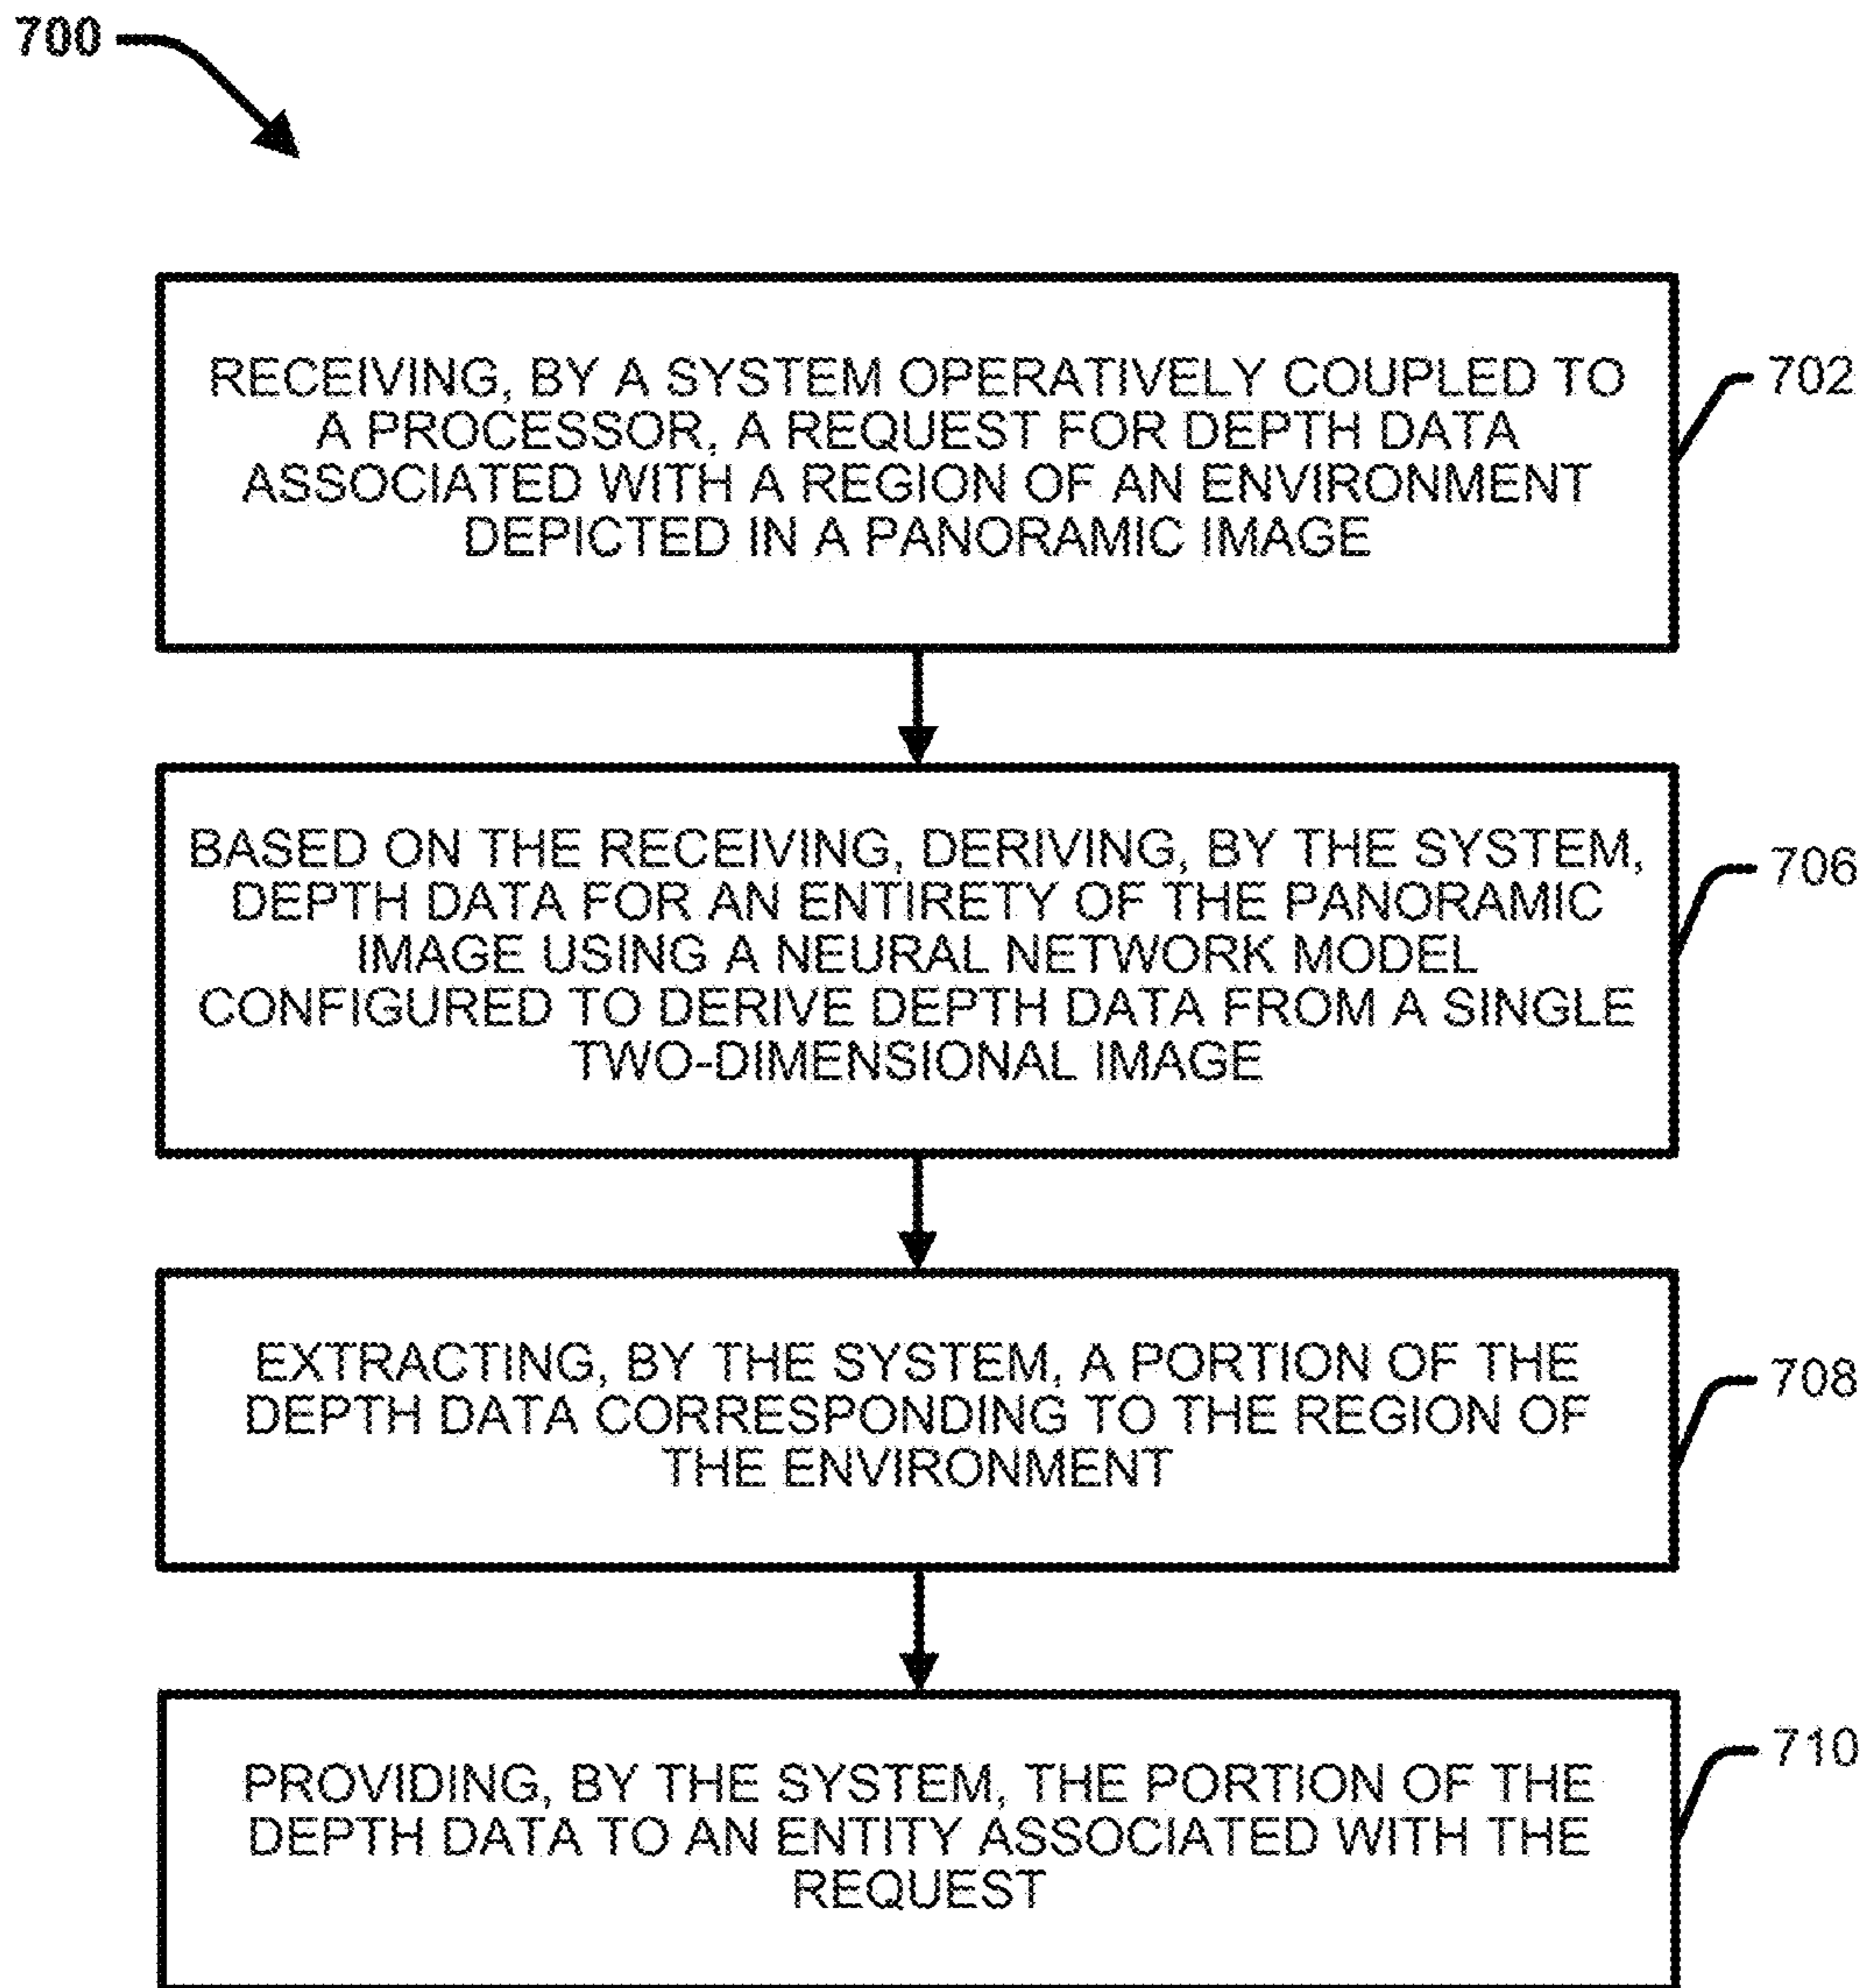 700
RECEIVING, BY A SYSTEM OPERATIVELY COUPLED TO
A PROCESSOR, A REQUEST FOR DEPTH DATA
ASSOCIATED WITH A REGION OF AN ENVIRONMENT
DEPICTED IN A PANORAMIC IMAGE
702
BASED ON THE RECEIVING, DERIVING, BY THE SYSTEM,
DEPTH DATA FOR AN ENTIRETY OF THE PANORAMIC
IMAGE USING A NEURAL NETWORK MODEL
CONFIGURED TO DERIVE DEPTH DATA FROM A SINGLE
TWO-DIMENSIONAL IMAGE
706
EXTRACTING, BY THE SYSTEM, A PORTION OF THE
DEPTH DATA CORRESPONDING TO THE REGION OF
THE ENVIRONMENT
708
PROVIDING, BY THE SYSTEM, THE PORTION OF THE
DEPTH DATA TO AN ENTITY ASSOCIATED WITH THE
REQUEST
710